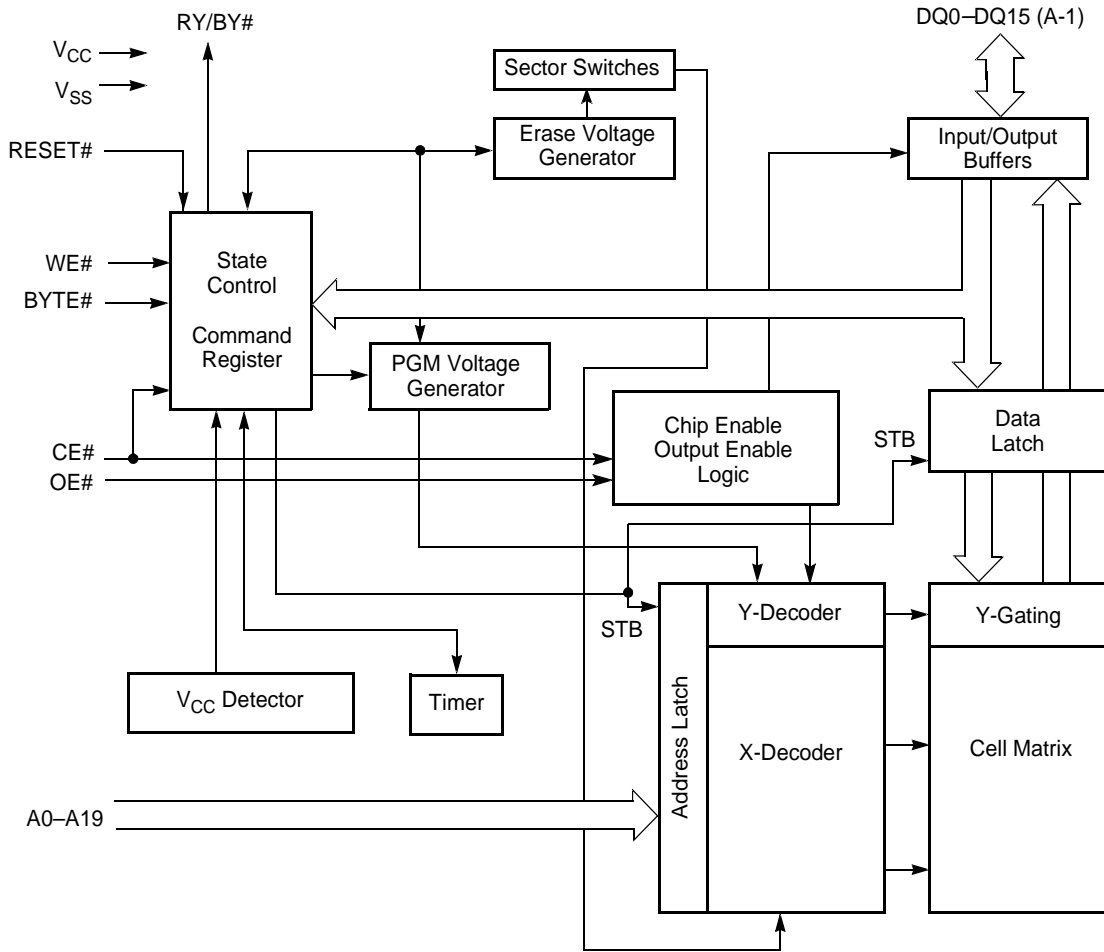 RY/BY#
DQ0–DQ15 (A-1)
VCC
VSS
Sector Switches
RESET#
Erase Voltage
Generator
Input/Output
Buffers
WE#
BYTE#
State
Control
Command
Register
PGM Voltage
Generator
Chip Enable
Output Enable
Logic
STB
Data
Latch
CE#
OE#
STB
Y-Decoder
Y-Gating
VCC Detector
Timer
Address Latch
X-Decoder
Cell Matrix
A0–A19